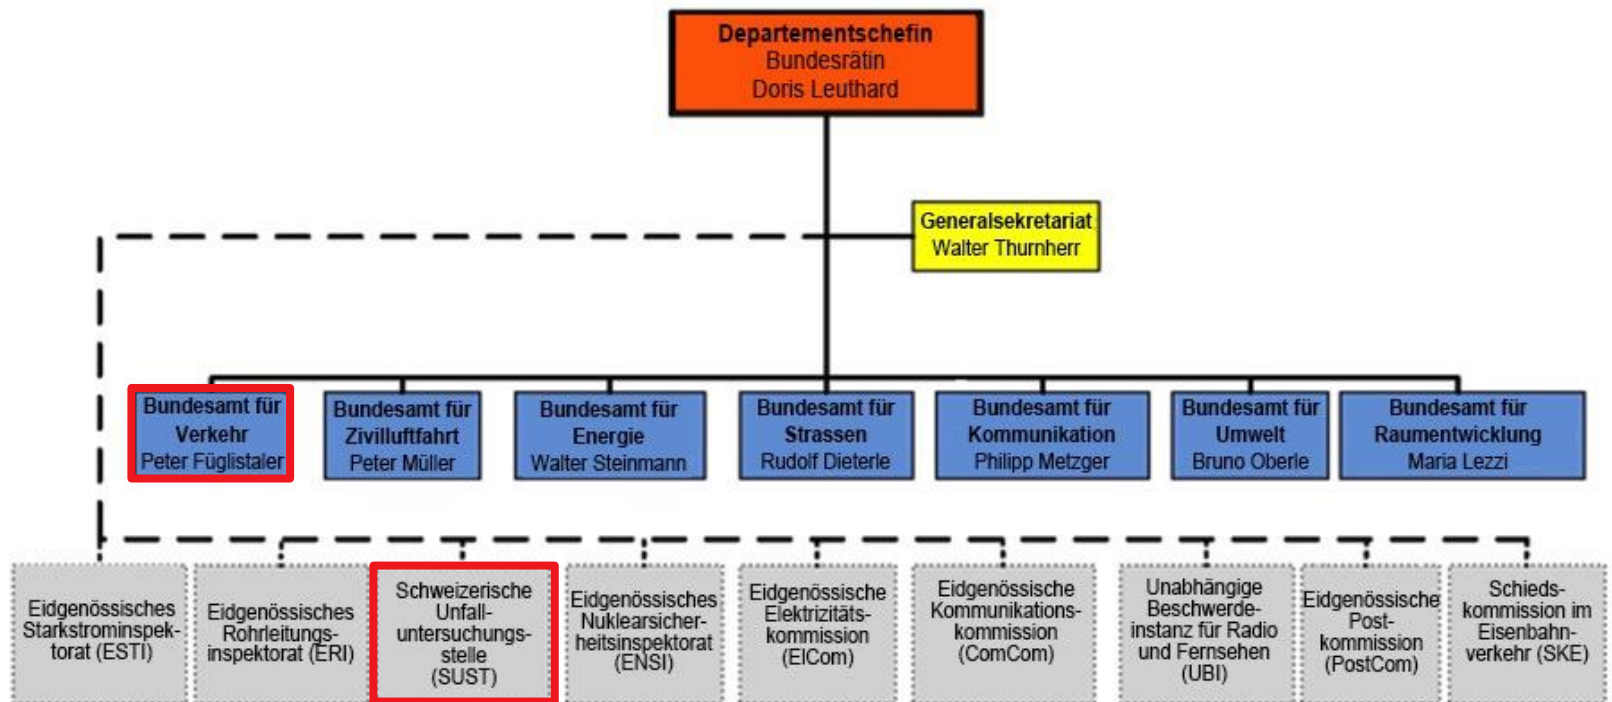 Departementschefin
Bundesrätin
Doris Leuthard
Generalsekretariat
Walter Thurnherr
Bundesamt für
Verkehr
Peter Füglistaler
Bundesamt für
Zivilluftfahrt
Peter Müller
Bundesamt für
Energie
Walter Steinmann
Bundesamt für
Strassen
Rudolf Dieterle
Bundesamt für
Kommunikation
Philipp Metzger
Bundesamt für
Umwelt
Bruno Oberle
Bundesamt für
Raumentwicklung
Maria Lezzi
Eidgenössisches
Starkstrominspek-
torat (ESTI)
Eidgenössisches
Rohrleitungs-
inspektorat (ERI)
Schweizerische
Unfall-
untersuchungs-
stelle
(SUST)
Eidgenössisches
Nuklearsicher-
heitsinspektorat
(ENSI)
Eidgenössische
Elektrizitäts-
kommission
(ElCom)
Eidgenössische
Kommunikations-
kommission
(ComCom)
Unabhängige
Beschwerde-
instanz für Radio
und Fernsehen
(UBI)
Eidgenössische
Post-
kommission
(PostCom)
Schieds-
kommission im
Eisenbahn-
verkehr (SKE)